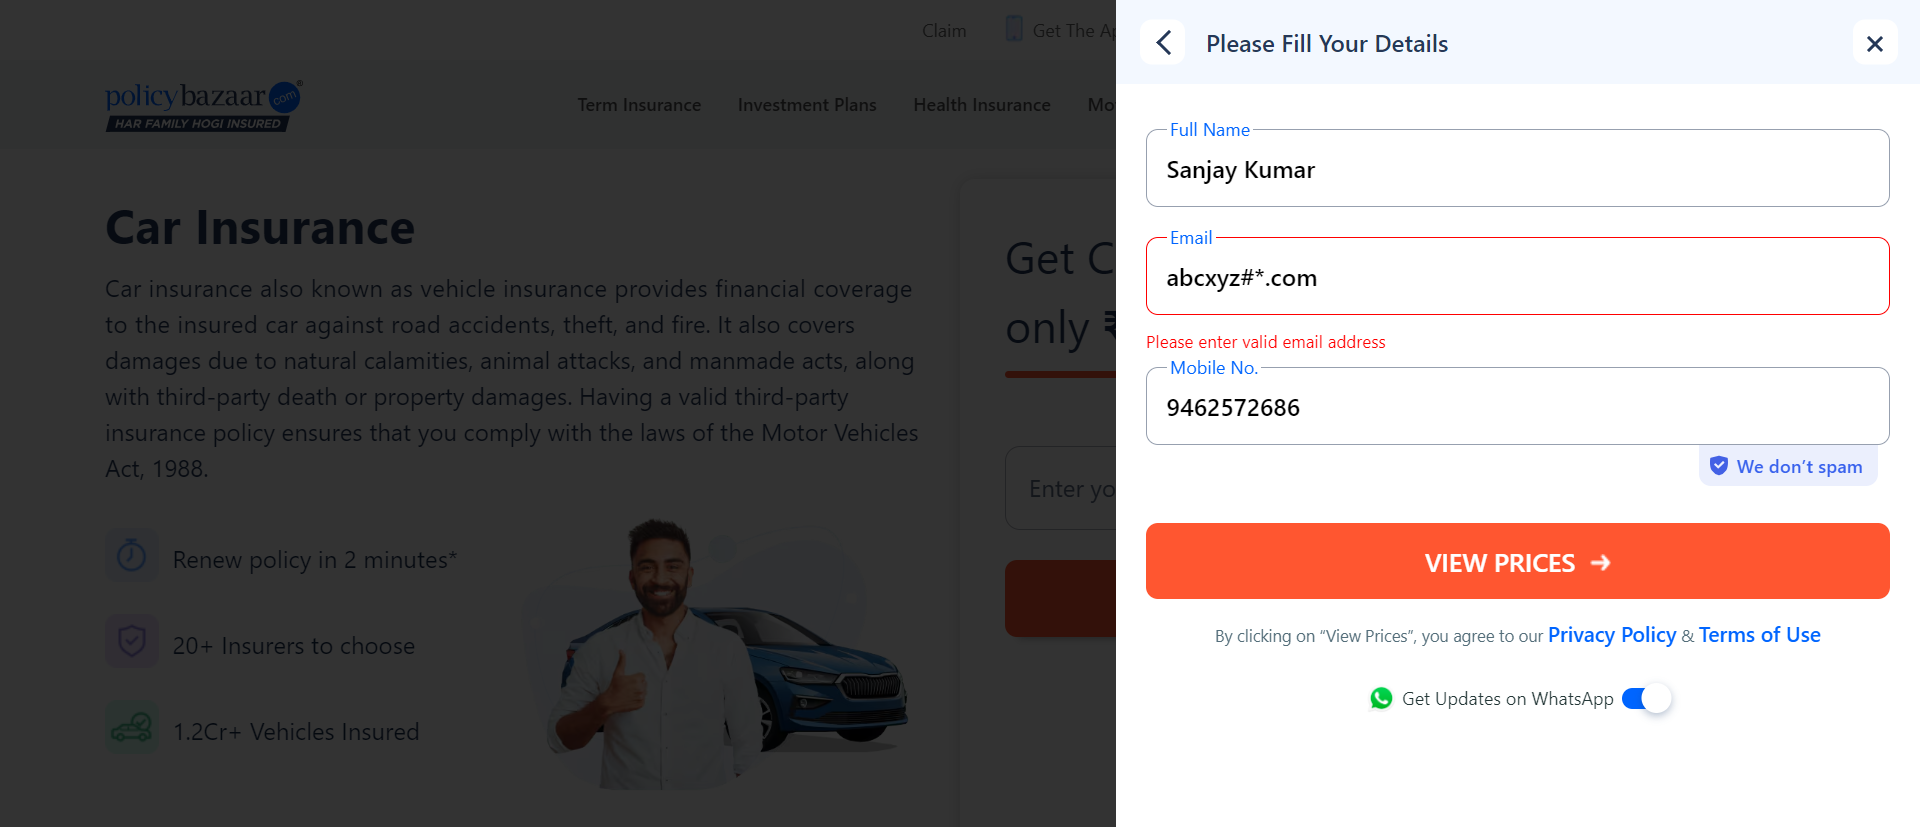 Claim
Get The Ap
policybazaar.com®
HAR FAMILY HOGI INSURED
Term Insurance
Investment Plans
Health Insurance
Mo
Car Insurance
Car insurance also known as vehicle insurance provides financial coverage
to the insured car against road accidents, theft, and fire. It also covers
damages due to natural calamities, animal attacks, and manmade acts, along
with third-party death or property damages. Having a valid third-party
insurance policy ensures that you comply with the laws of the Motor Vehicles
Act, 1988.
Renew policy in 2 minutes*
20+ Insurers to choose
1.2Cr+ Vehicles Insured
Get C
only ₹
Enter yo
Please Fill Your Details
Full Name
Sanjay Kumar
Email
abcxyz#*.com
Please enter valid email address
Mobile No.
9462572686
We don’t spam
VIEW PRICES
By clicking on “View Prices”, you agree to our Privacy Policy & Terms of Use
Get Updates on WhatsApp